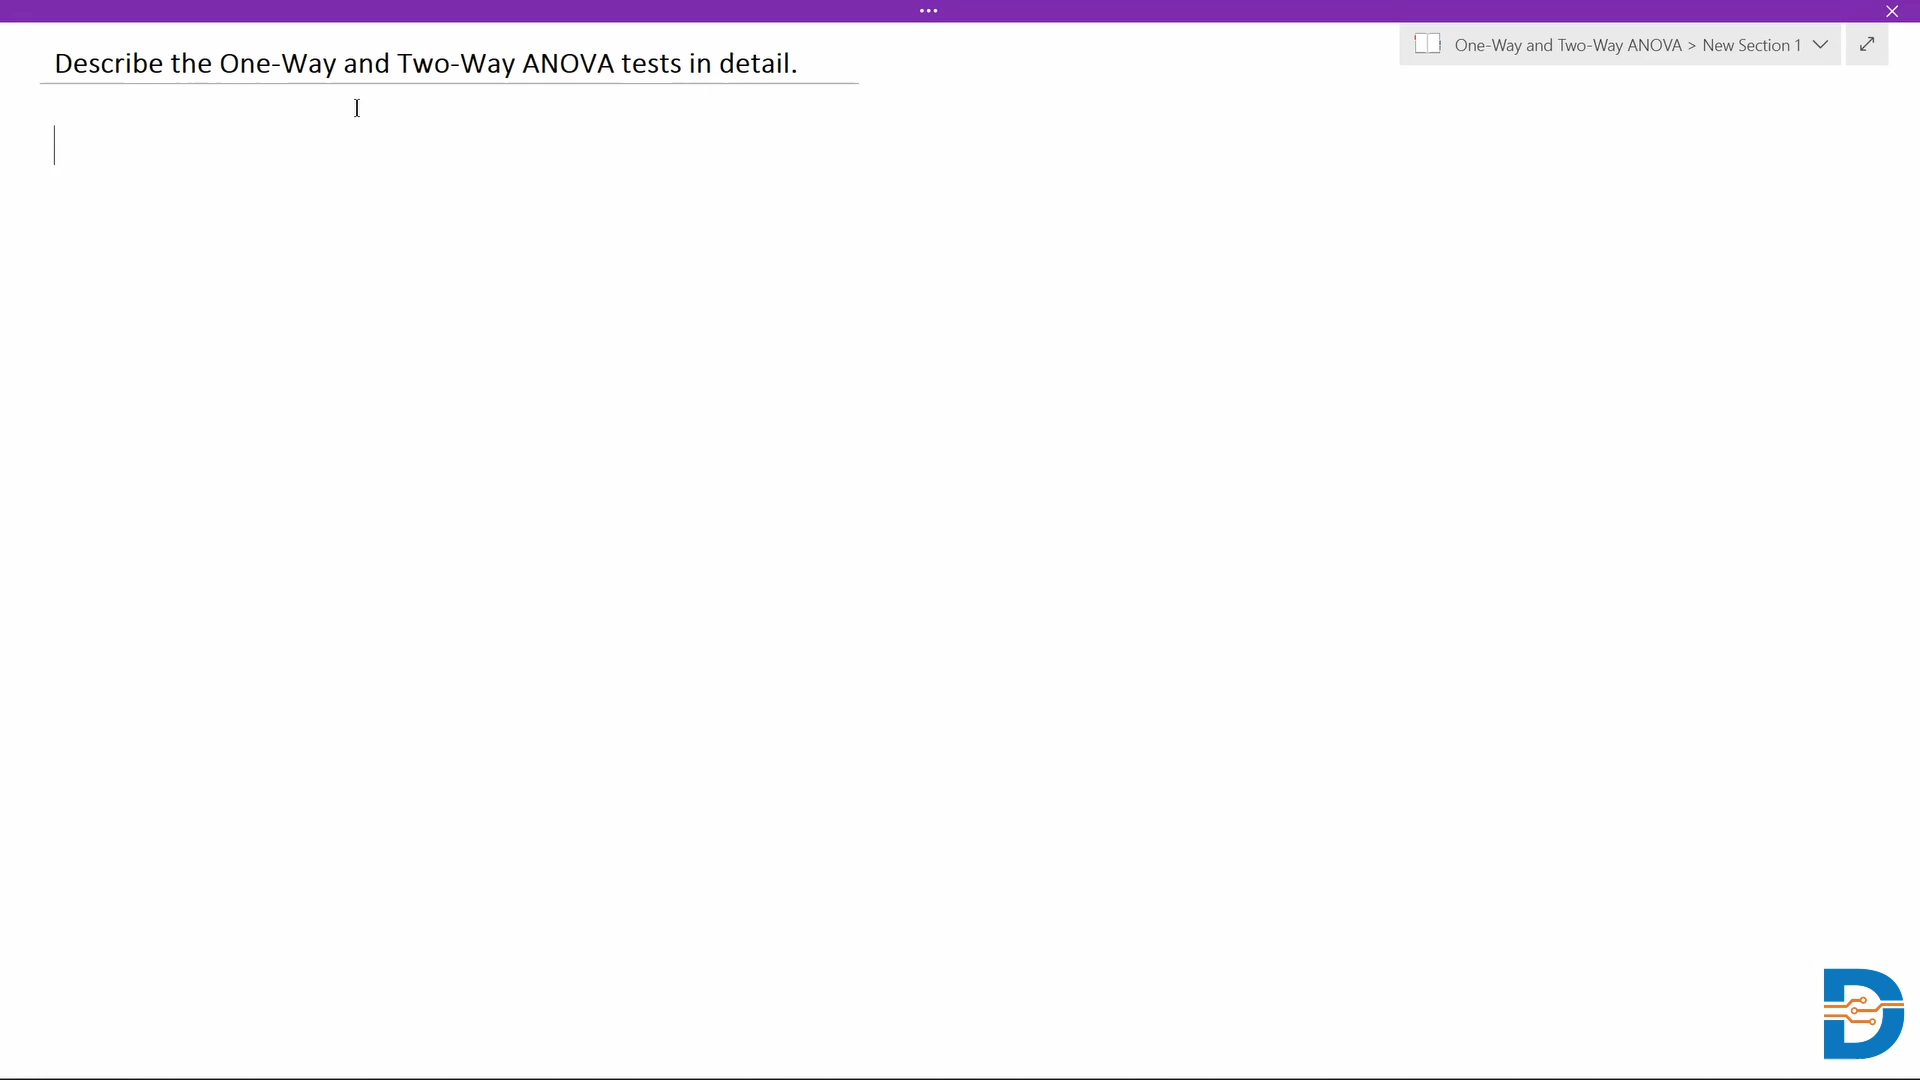 Describe the One-Way and Two-Way ANOVA tests in detail.
One-Way and Two-Way ANOVA > New Section 1